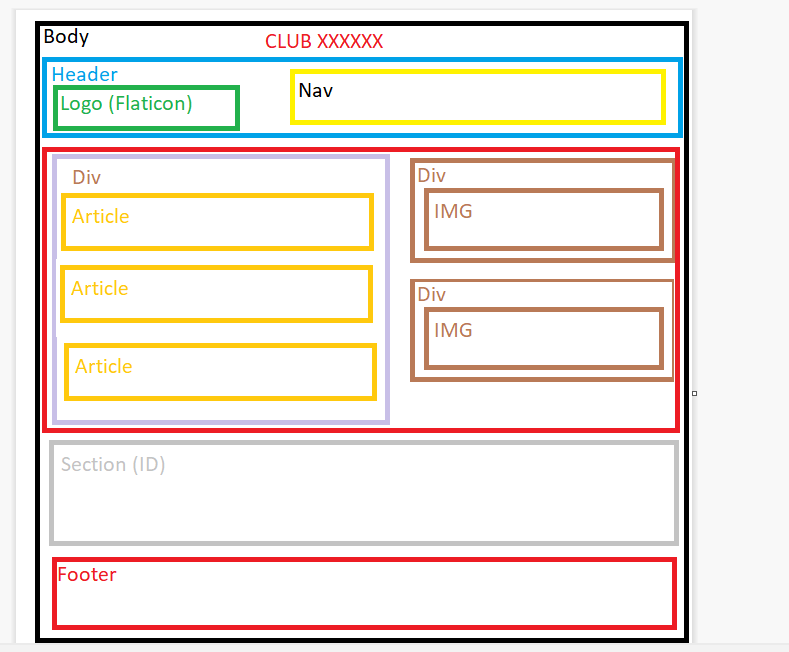 Body
CLUB XXXXXX
Header
Logo (Flaticon)
Nav
Div
Article
Article
Article
Div
IMG
Div
IMG
Section (ID)
Footer